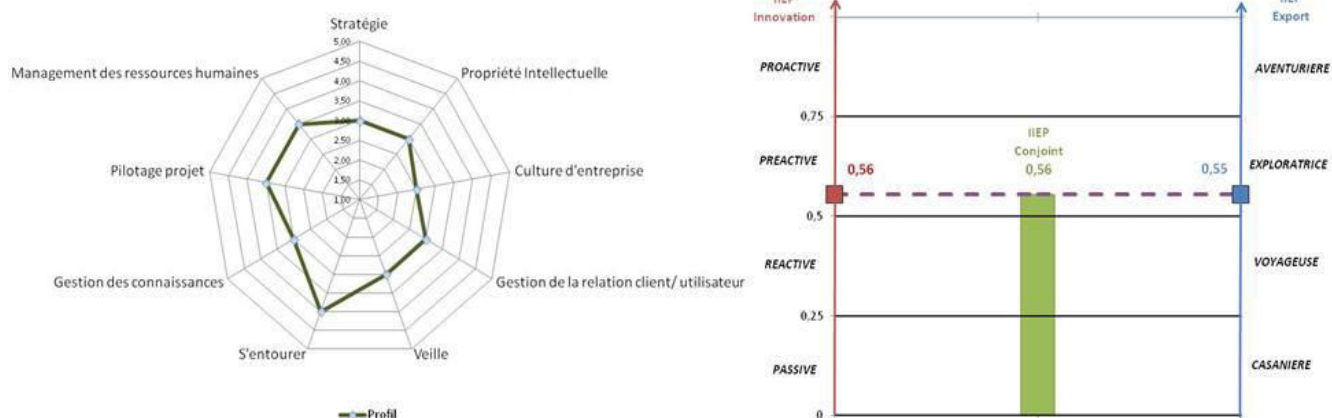 Stratégie
Propriété Intellectuelle
Culture d'entreprise
Gestion de la relation client/ utilisateur
Veille
S'entourer
Gestion des connaissances
Pilotage projet
Management des ressources humaines
5,00
4,50
4,00
3,50
3,00
2,50
2,00
1,50
1,00
Profil
Innovation
Export
PROACTIVE
AVENTURIERE
0,75
IIEP
Conjoint
0,56
PREACTIVE
0,56
0,55
EXPLORATRICE
0,5
REACTIVE
VOYAGEUSE
0,25
PASSIVE
CASANIERE
0